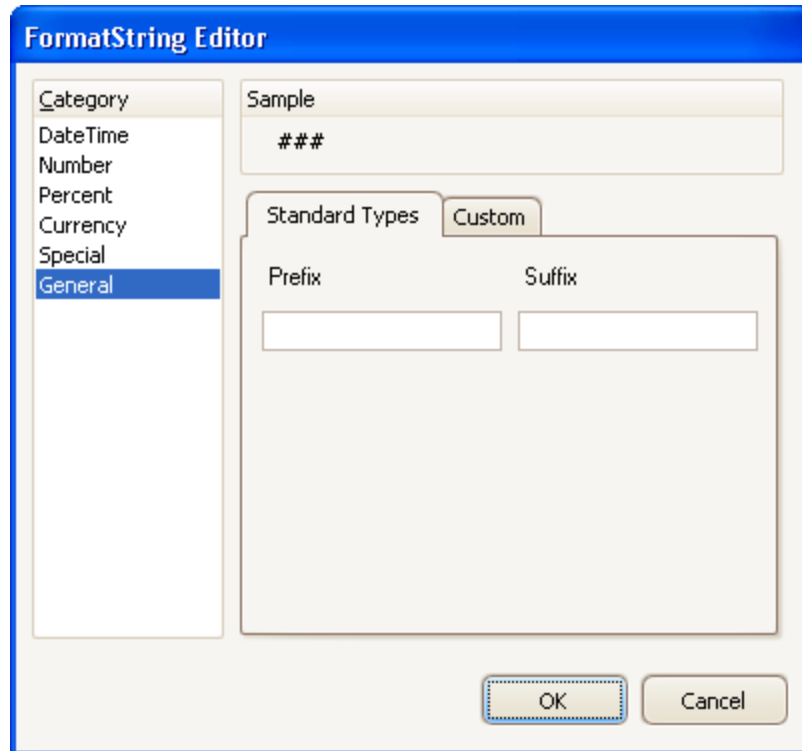 FormatString Editor
Category
DateTime
Number
Percent
Currency
Special
General
Sample
###
Standard Types
Custom
Prefix
Suffix
OK
Cancel